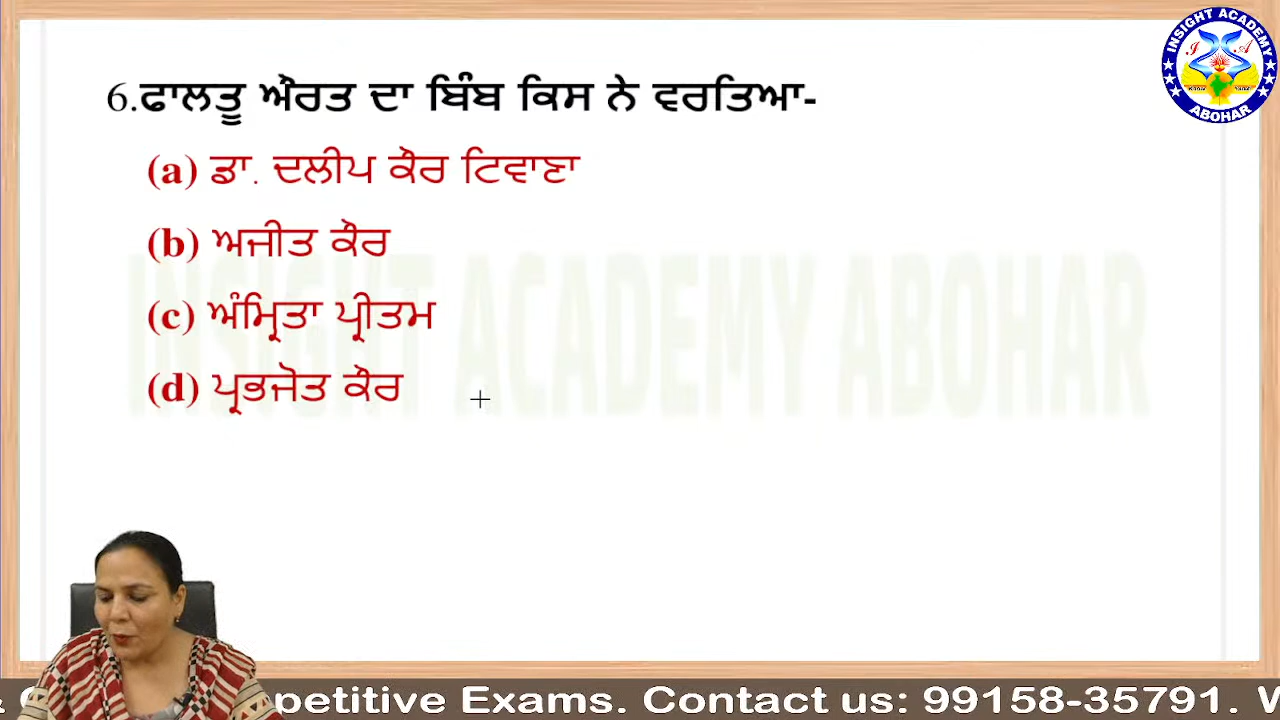 INSIGHT ACADEMY
I A
ABOHAR
6.ਫਾਲਤੂ ਔਰਤ ਦਾ ਬਿੰਬ ਕਿਸ ਨੇ ਵਰਤਿਆ-
(a) ਡਾ. ਦਲੀਪ ਕੌਰ ਟਿਵਾਣਾ
(b) ਅਜੀਤ ਕੌਰ
(c) ਅੰਮ੍ਰਿਤਾ ਪ੍ਰੀਤਮ
(d) ਪ੍ਰਭਜੋਤ ਕੌਰ
INSIGHT ACADEMY ABOHAR
petitive Exams. Contact us: 99158-35791. W